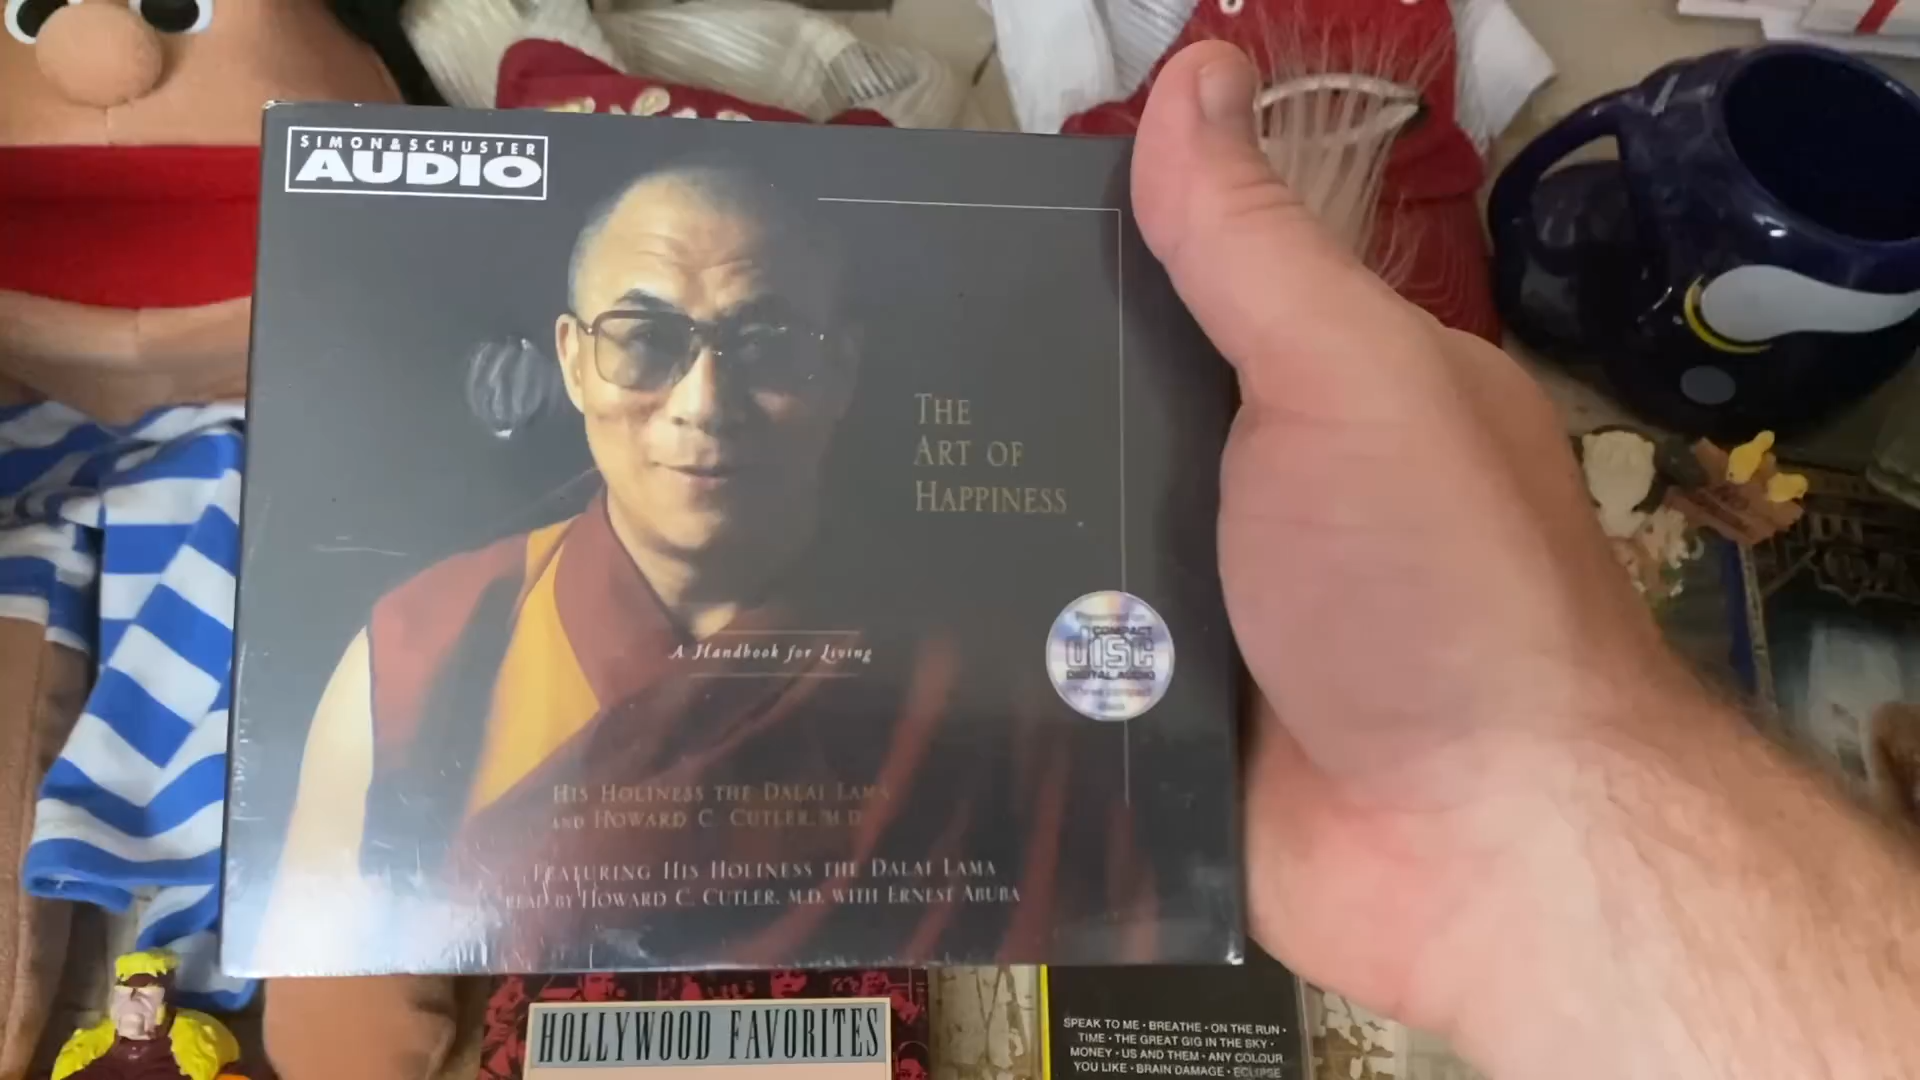 SIMON & SCHUSTER
AUDIO
THE
ART OF
HAPPINESS
A Handbook for Living
COMPACT
disc
DIGITAL AUDIO
HIS HOLINESS THE DALAI LAMA
AND HOWARD C. CUTLER, M.D.
FEATURING HIS HOLINESS THE DALAI LAMA
READ BY HOWARD C. CUTLER, M.D. WITH ERNEST ABUBA
HOLLYWOOD FAVORITES
SPEAK TO ME · BREATHE · ON THE RUN ·
TIME · THE GREAT GIG IN THE SKY ·
MONEY · US AND THEM · ANY COLOUR
YOU LIKE · BRAIN DAMAGE · ECLIPSE